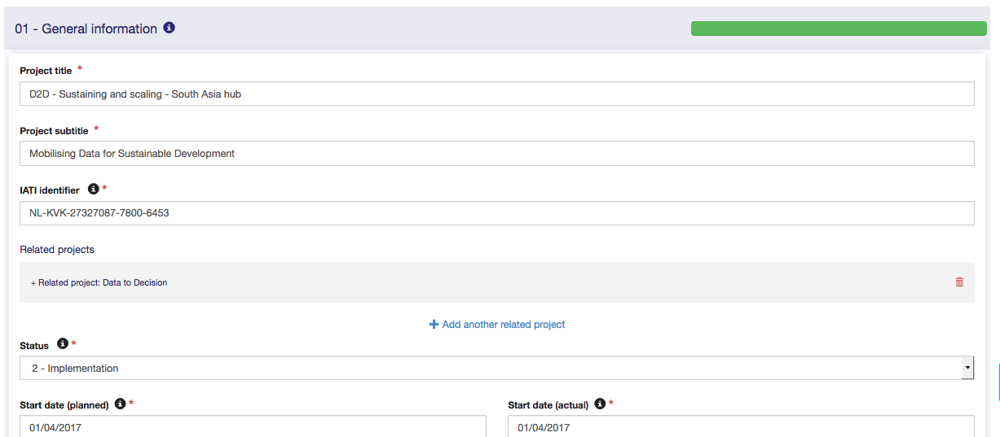 01 - General information
Project title *
D2D - Sustaining and scaling - South Asia hub
Project subtitle *
Mobilising Data for Sustainable Development
IATI identifier *
NL-KVK-27327087-7800-6453
Related projects
+ Related project: Data to Decision
Add another related project
Status *
2 - Implementation
Start date (planned) * Start date (actual) *
01/04/2017 01/04/2017